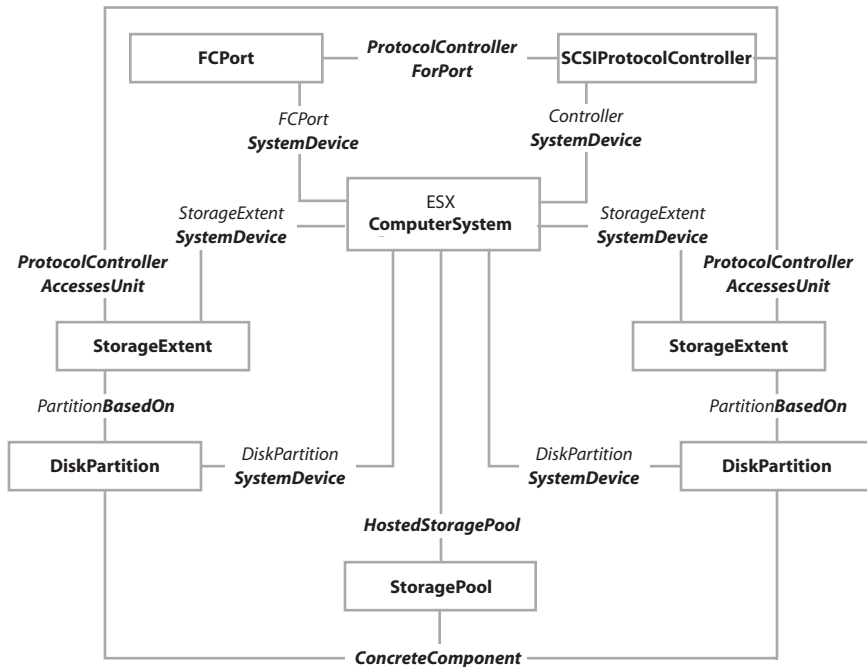 FCPort
ProtocolController
ForPort
SCSIProtocolController
FCPort
SystemDevice
Controller
SystemDevice
ESX
ComputerSystem
StorageExtent
SystemDevice
StorageExtent
SystemDevice
ProtocolController
AccessesUnit
ProtocolController
AccessesUnit
StorageExtent
StorageExtent
PartitionBasedOn
PartitionBasedOn
DiskPartition
DiskPartition
SystemDevice
DiskPartition
SystemDevice
DiskPartition
HostedStoragePool
StoragePool
ConcreteComponent